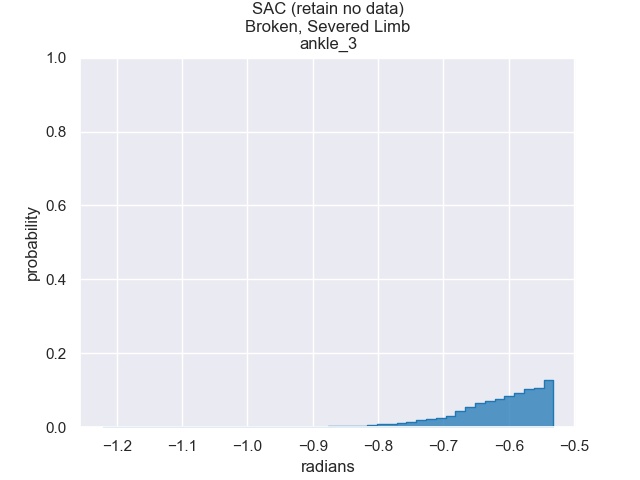 SAC (retain no data)
Broken, Severed Limb
ankle_3
1.0
0.8
0.6
0.4
0.2
0.0
probability
−1.2 −1.1 −1.0 −0.9 −0.8 −0.7 −0.6 −0.5
radians